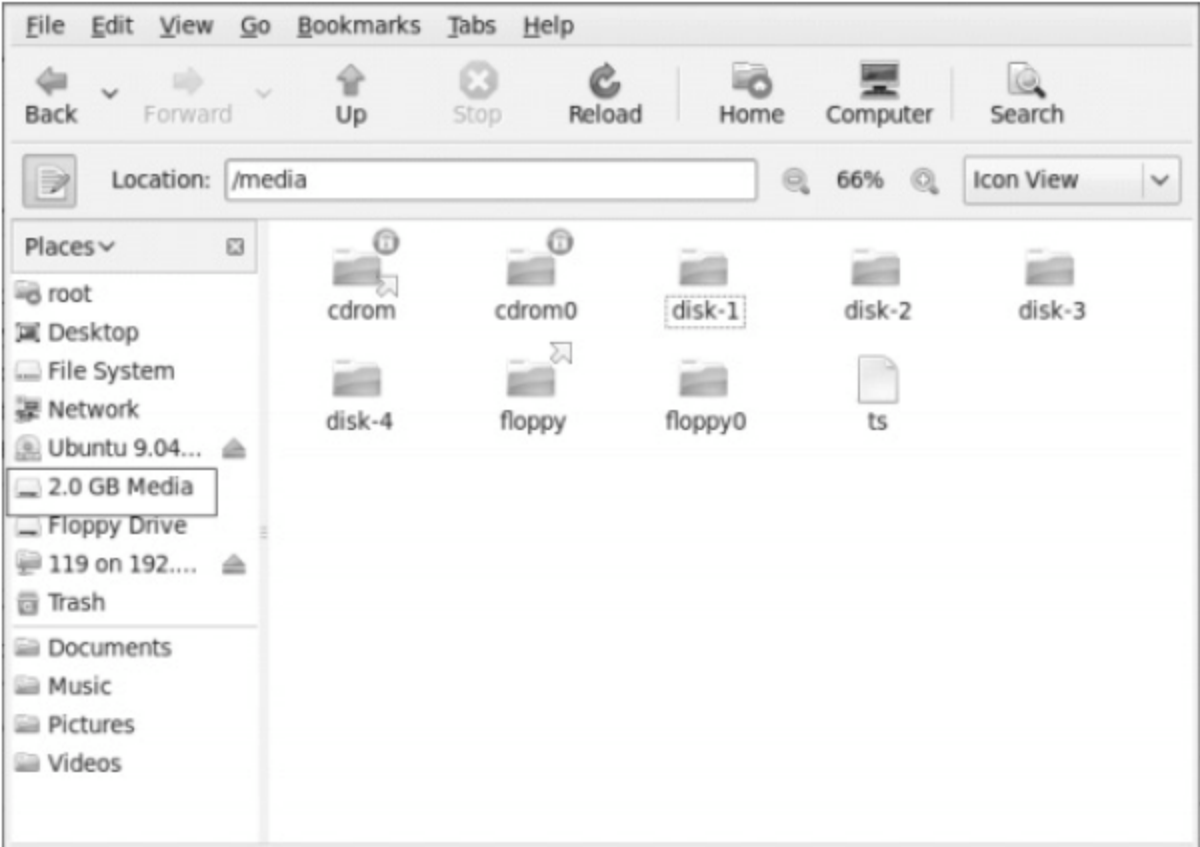 File Edit View Go Bookmarks Tabs Help
Back Forward Up Stop Reload Home Computer Search
Location: /media 66% Icon View
Places
root
Desktop
File System
Network
Ubuntu 9.04...
2.0 GB Media
Floppy Drive
119 on 192....
Trash
Documents
Music
Pictures
Videos
cdrom cdrom0 disk-1 disk-2 disk-3
disk-4 floppy floppy0 ts